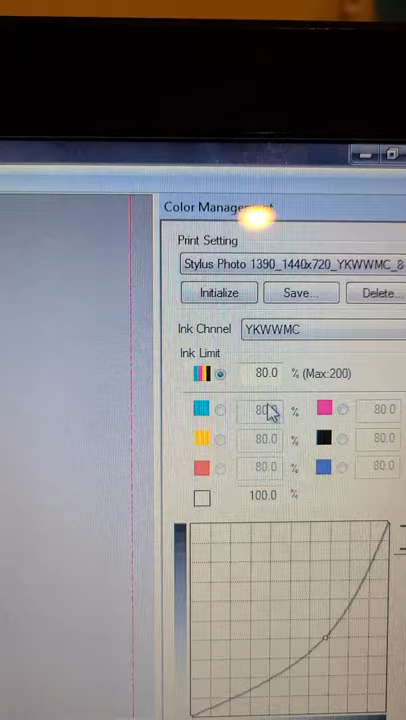 Color Management
Print Setting
Stylus Photo 1390_1440x720_YKWWMC_8
Initialize Save... Delete...
Ink Chnnel YKWWMC
Ink Limit
80.0 % (Max:200)
80.0 % 80.0
80.0 % 80.0
80.0 % 80.0
100.0 %